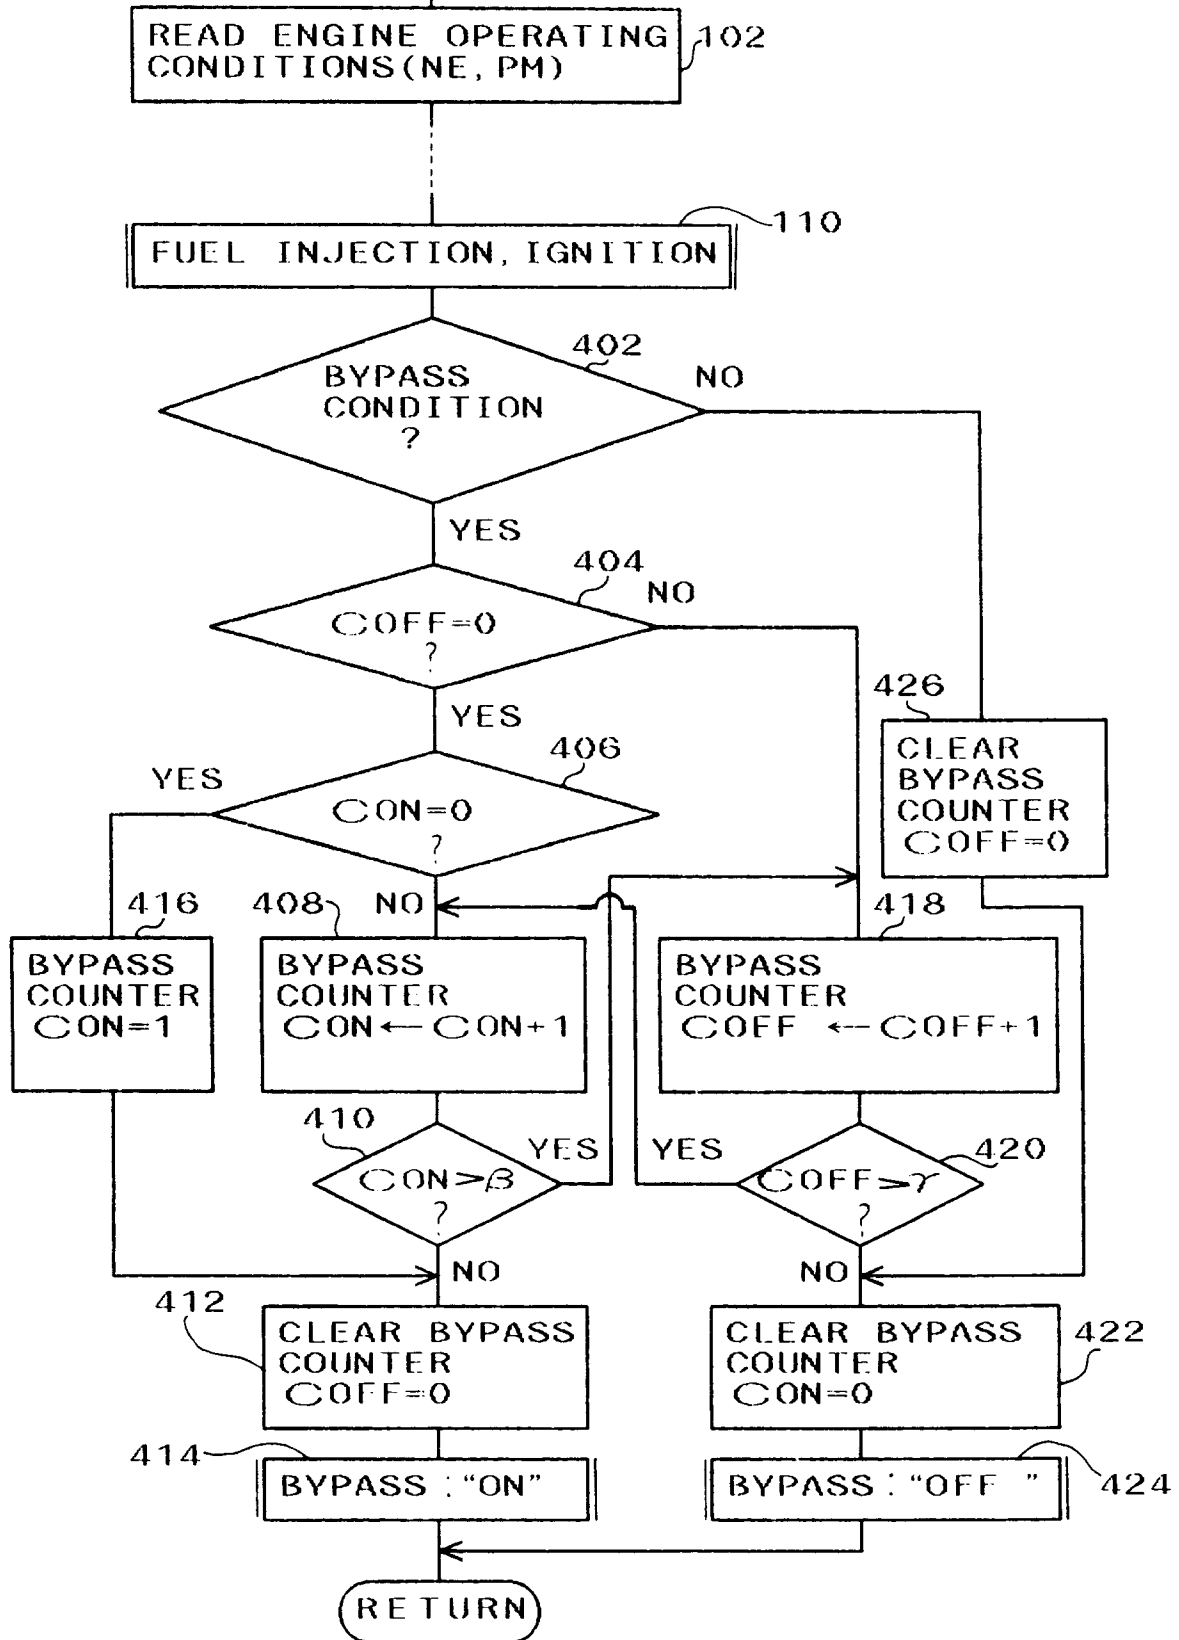 READ ENGINE OPERATING
CONDITIONS(NE, PM)
102
110
FUEL INJECTION, IGNITION
402
BYPASS
CONDITION
?
NO
YES
404
NO
COFF=0
?
YES
406
YES
CON=0
?
NO
426
CLEAR
BYPASS
COUNTER
COFF=0
416
BYPASS
COUNTER
CON=1
408
BYPASS
COUNTER
CON ← CON+1
418
BYPASS
COUNTER
COFF ← COFF+1
410
CON>β
?
YES
YES
420
COFF≥γ
?
NO
NO
412
CLEAR BYPASS
COUNTER
COFF=0
CLEAR BYPASS
COUNTER
CON=0
422
414
BYPASS : “ON”
BYPASS : “OFF ”
424
RETURN